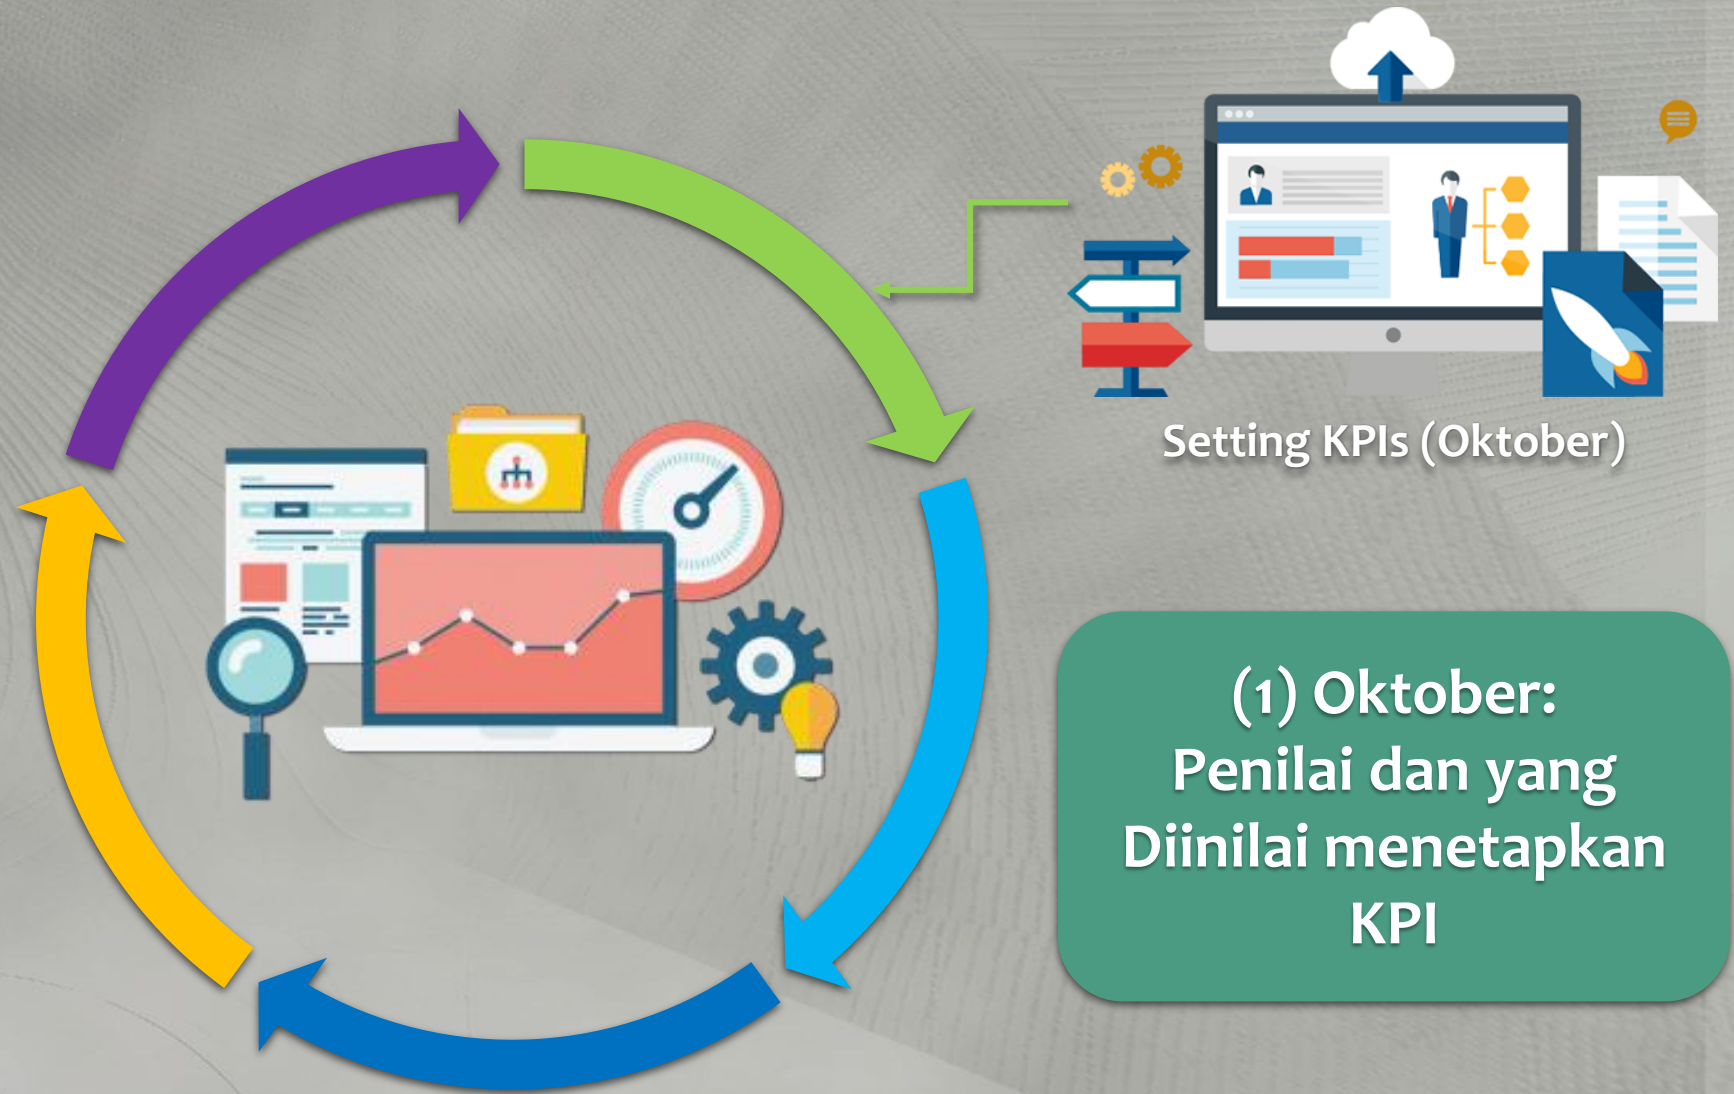 Setting KPIs (Oktober)
(1) Oktober:
Penilai dan yang
Diinilai menetapkan
KPI